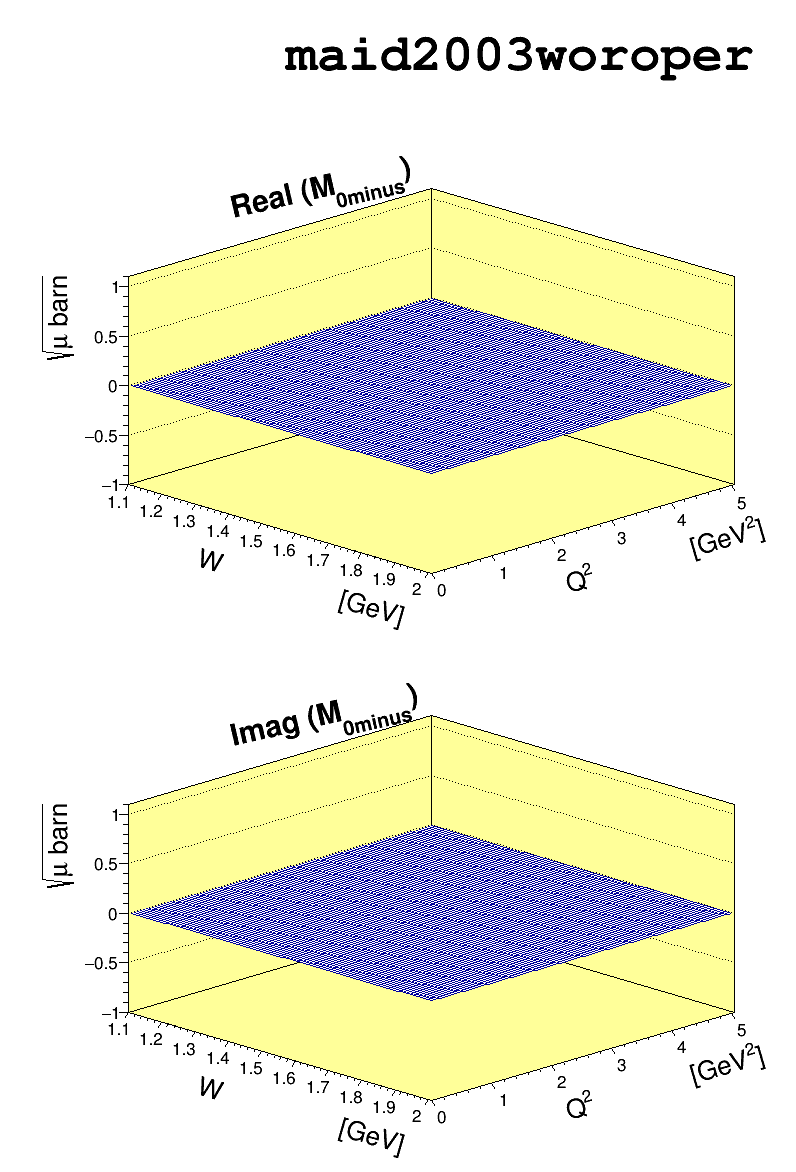 maid2003woroper
Real (M0minus)
√μ barn
1
0.5
0
−0.5
−1
1.1 1.2 1.3 1.4 1.5 1.6 1.7 1.8 1.9 2
W
[GeV]
0 1 2 3 4 5
Q²
[GeV²]
Imag (M0minus)
√μ barn
1
0.5
0
−0.5
−1
1.1 1.2 1.3 1.4 1.5 1.6 1.7 1.8 1.9 2
W
[GeV]
0 1 2 3 4 5
Q²
[GeV²]